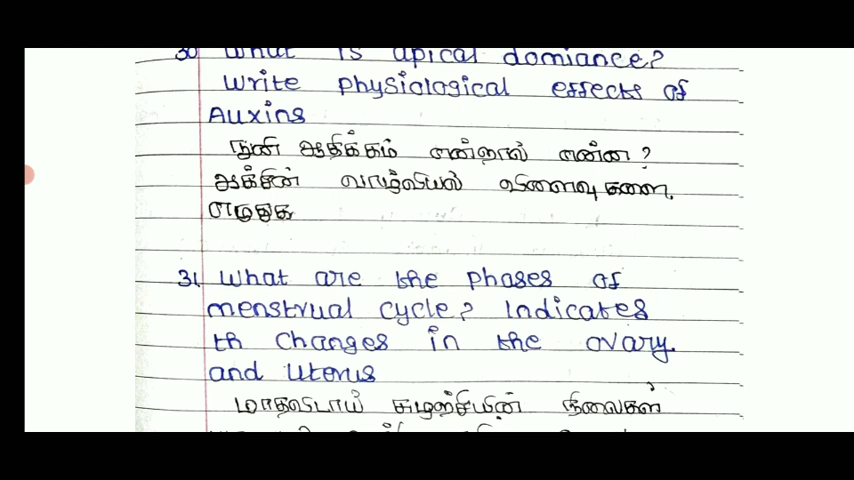 30 What is apical domiance?
Write physiological effects of
Auxins
நுனி ஆதிக்கம் என்றால் என்ன?
ஆக்சின் வாழ்வியல் விளைவுகளை
எழுதுக
31 What are the phases of
menstrual cycle? Indicates
th changes in the ovary
and Uterus
மாதவிடாய் சுழற்சியின் நிலைகள்